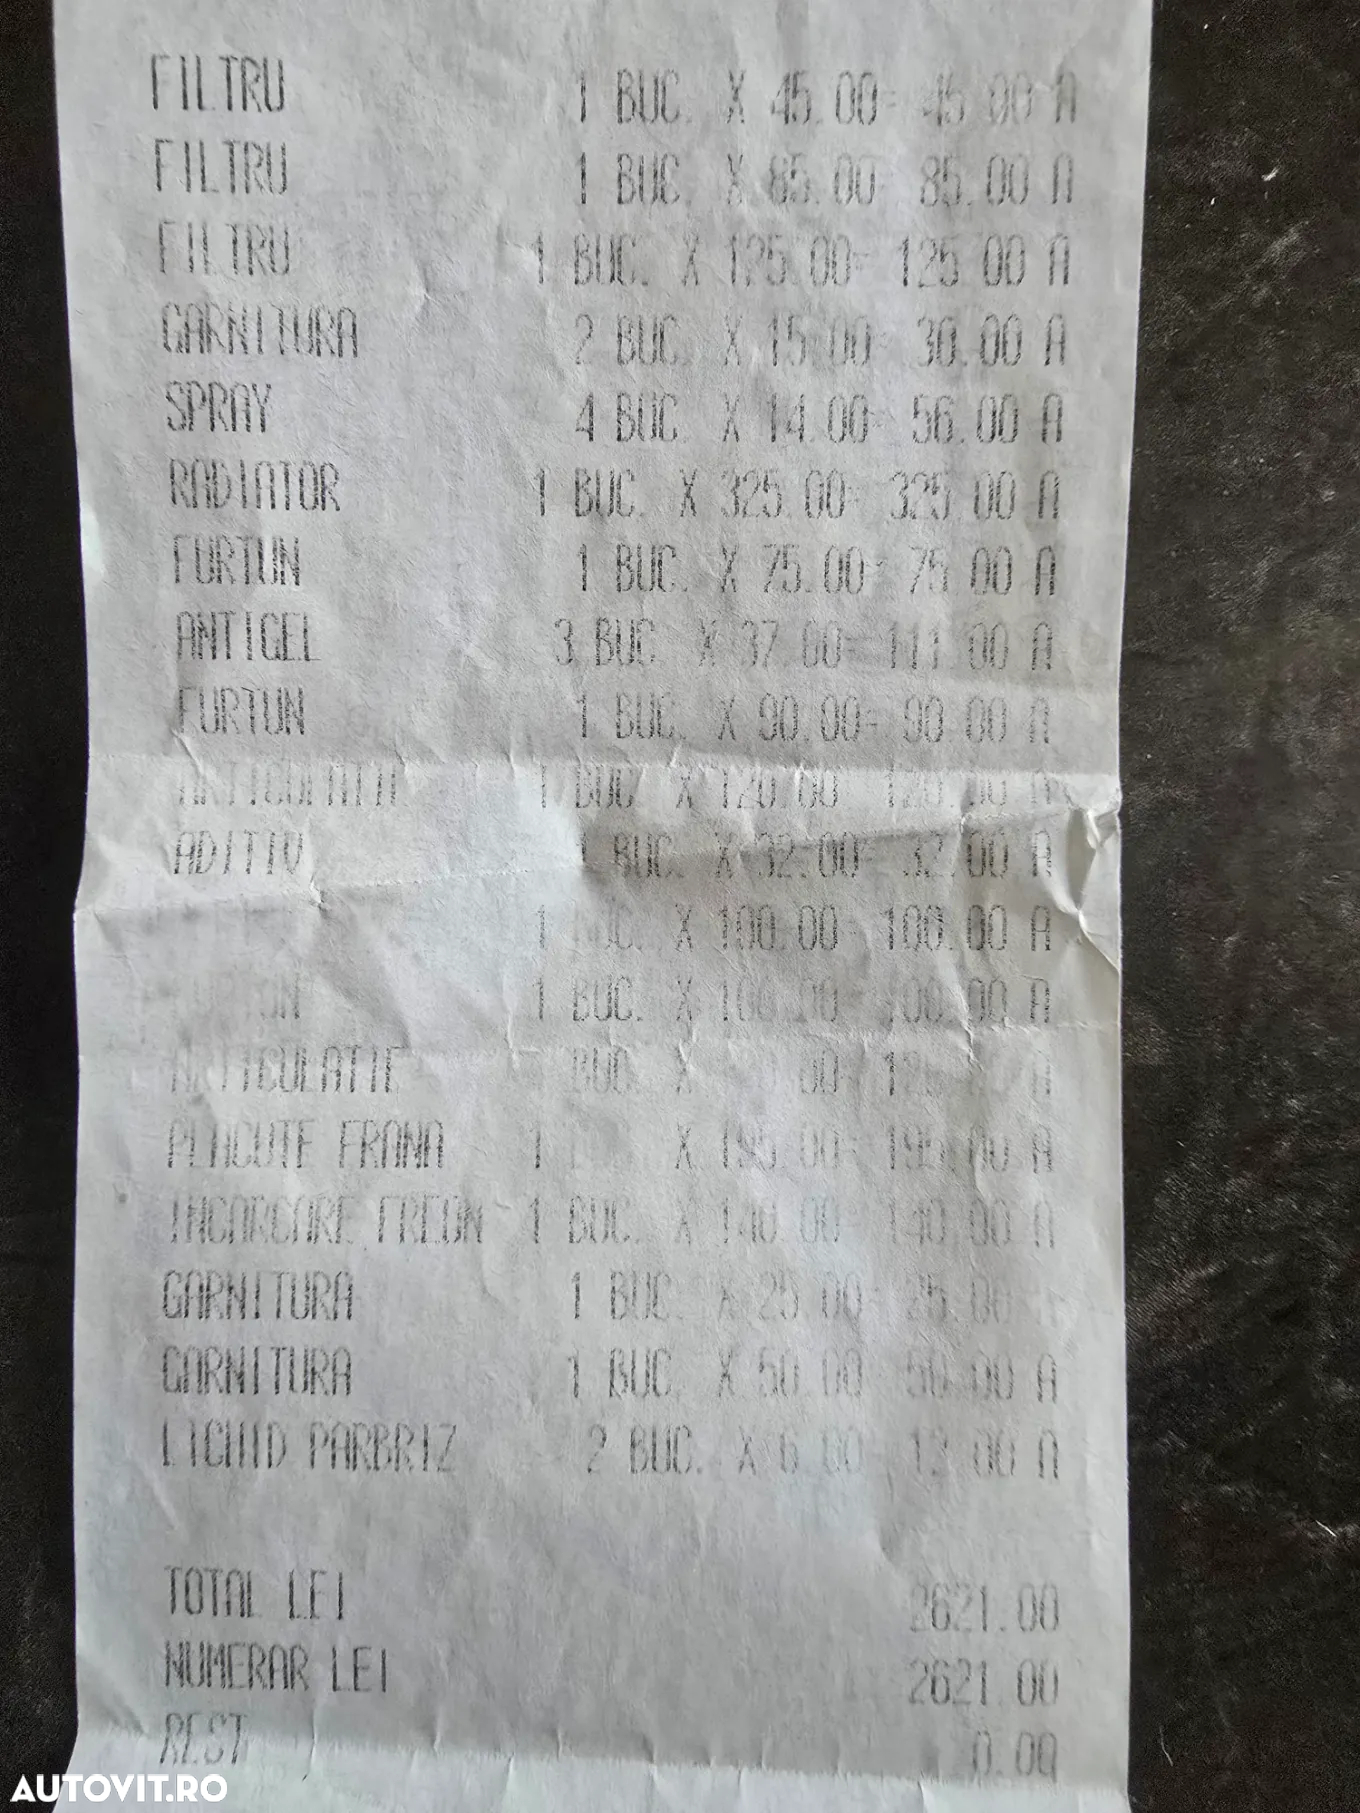 FILTRU 1 BUC. X 45.00= 45.00 A
FILTRU 1 BUC. X 85.00= 85.00 A
FILTRU 1 BUC. X 125.00= 125.00 A
GARNITURA 2 BUC. X 15.00= 30.00 A
SPRAY 4 BUC. X 14.00= 56.00 A
RADIATOR 1 BUC. X 325.00= 325.00 A
FURTUN 1 BUC. X 75.00= 75.00 A
ANTIGEL 3 BUC. X 37.00= 111.00 A
FURTUN 1 BUC. X 90.00= 90.00 A
ARTICULATIE 1 BUC. X 120.00= 120.00 A
ADITIV 1 BUC. X 32.00= 32.00 A
1 BUC. X 100.00= 100.00 A
1 BUC. X 100.00= 100.00 A
ARTICULATIE BUC. X A
PLACUTE FRANA 1 X 195.00= 195.00 A
INCARCARE FREON 1 BUC. X 140.00= 140.00 A
GARNITURA 1 BUC. X 25.00= 25.00 A
GARNITURA 1 BUC. X 50.00= 50.00 A
LICHID PARBRIZ 2 BUC. X 12.00 A
TOTAL LEI 2621.00
NUMERAR LEI 2621.00
REST 0.00
AUTOVIT.RO